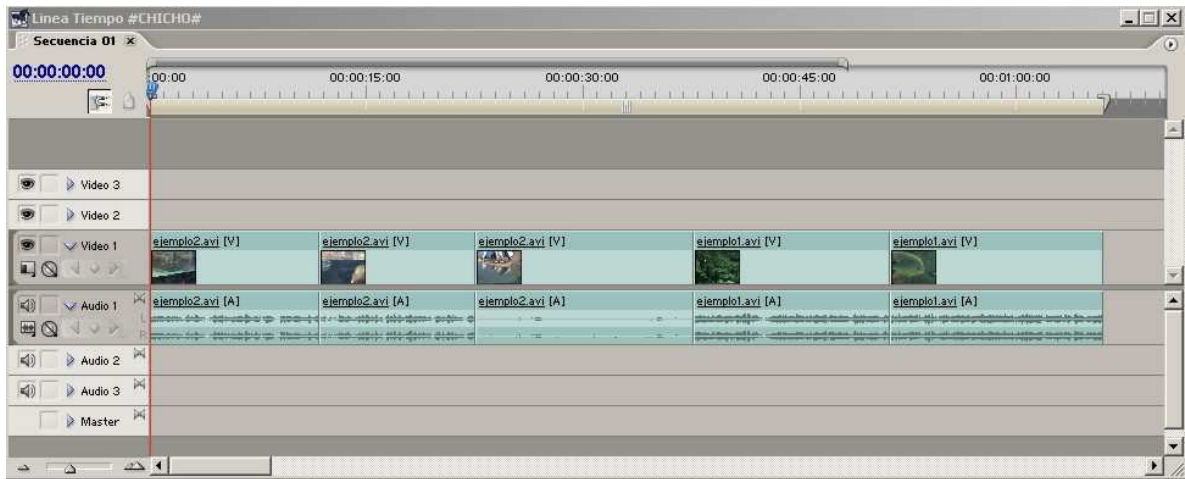 Linea Tiempo #CHICHO#
Secuencia 01
00:00:00:00
:00:00 00:00:15:00 00:00:30:00 00:00:45:00 00:01:00:00
Video 3
Video 2
Video 1
ejemplo2.avi [V] ejemplo2.avi [V] ejemplo2.avi [V] ejemplo1.avi [V] ejemplo1.avi [V]
Audio 1
ejemplo2.avi [A] ejemplo2.avi [A] ejemplo2.avi [A] ejemplo1.avi [A] ejemplo1.avi [A]
L
R
Audio 2
Audio 3
Master